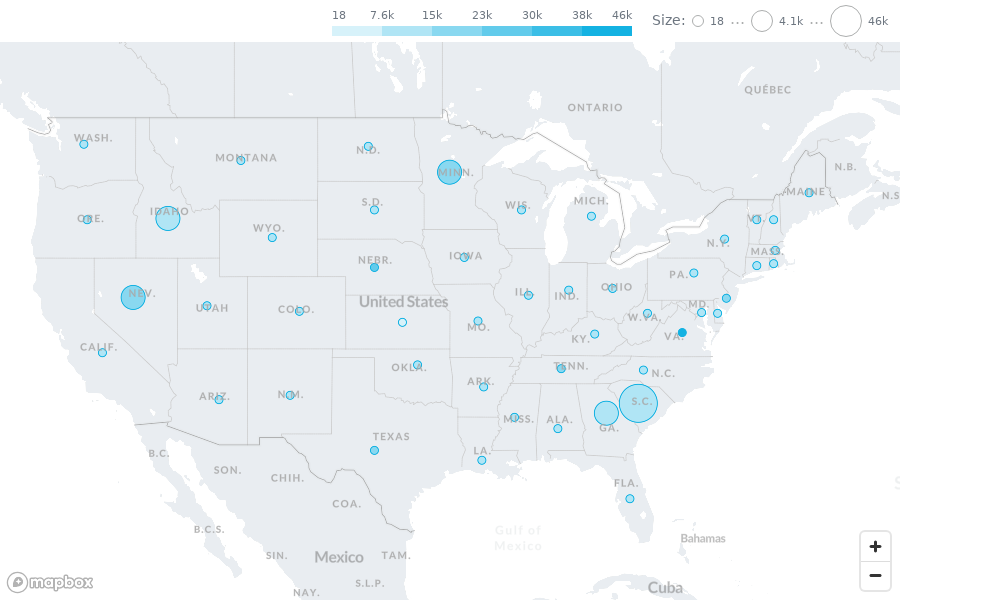 18 7.6k 15k 23k 30k 38k 46k Size: 18 ··· 4.1k ··· 46k
QUÉBEC
ONTARIO
WASH.
N.D.
MONTANA
N.B.
MINN.
MAINE
N.S
IDAHO
S.D.
WIS.
MICH.
ORE.
VT.
WYO.
N.Y.
NEBR.
IOWA
MASS.
PA.
NEV.
United States
ILL.
IND.
OHIO
UTAH
COLO.
MD.
W.VA.
MO.
KY.
VA.
CALIF.
OKLA.
TENN.
N.C.
ARK.
ARIZ.
N.M.
S.C.
MISS.
ALA.
GA.
TEXAS
LA.
B.C.
SON.
CHIH.
FLA.
COA.
B.C.S.
Gulf of
Mexico
Bahamas
SIN.
Mexico
TAM.
mapbox
S.L.P.
Cuba
NAY.
+
−